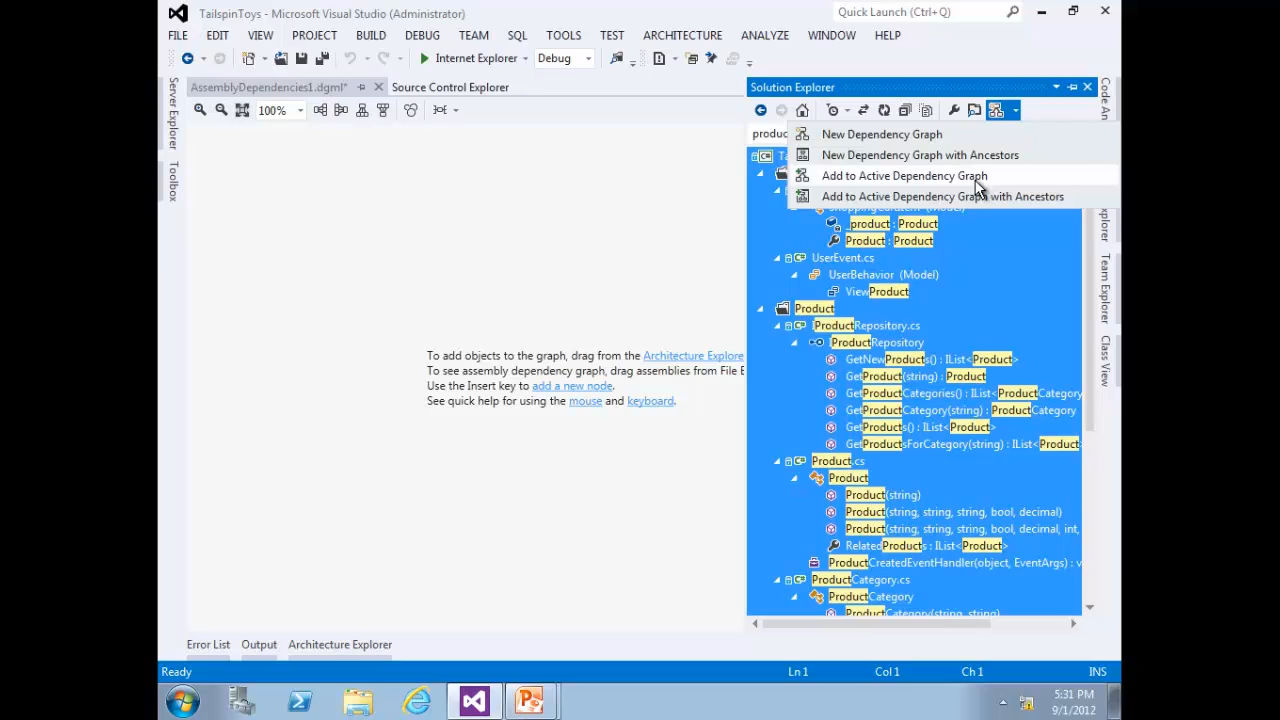 TailspinToys - Microsoft Visual Studio (Administrator)
Quick Launch (Ctrl+Q)
FILE EDIT VIEW PROJECT BUILD DEBUG TEAM SQL TOOLS TEST ARCHITECTURE ANALYZE WINDOW HELP
Internet Explorer Debug
AssemblyDependencies1.dgml* Source Control Explorer
100%
Server Explorer
Toolbox
To add objects to the graph, drag from the Architecture Explore
To see assembly dependency graph, drag assemblies from File E
Use the Insert key to add a new node.
See quick help for using the mouse and keyboard.
Solution Explorer
produc
New Dependency Graph
New Dependency Graph with Ancestors
Add to Active Dependency Graph
Add to Active Dependency Graph with Ancestors
_product : Product
Product : Product
UserEvent.cs
UserBehavior (Model)
ViewProduct
Product
IProductRepository.cs
IProductRepository
GetNewProducts() : IList<Product>
GetProduct(string) : Product
GetProductCategories() : IList<ProductCategory
GetProductCategory(string) : ProductCategory
GetProducts() : IList<Product>
GetProductsForCategory(string) : IList<Product
Product.cs
Product
Product(string)
Product(string, string, string, bool, decimal)
Product(string, string, string, bool, decimal, int,
RelatedProducts : IList<Product>
ProductCreatedEventHandler(object, EventArgs) : v
ProductCategory.cs
ProductCategory
ProductCategory(string, string)
Code An
Explorer
Team Explorer
Class View
Error List Output Architecture Explorer
Ready Ln 1 Col 1 Ch 1 INS
5:31 PM
9/1/2012